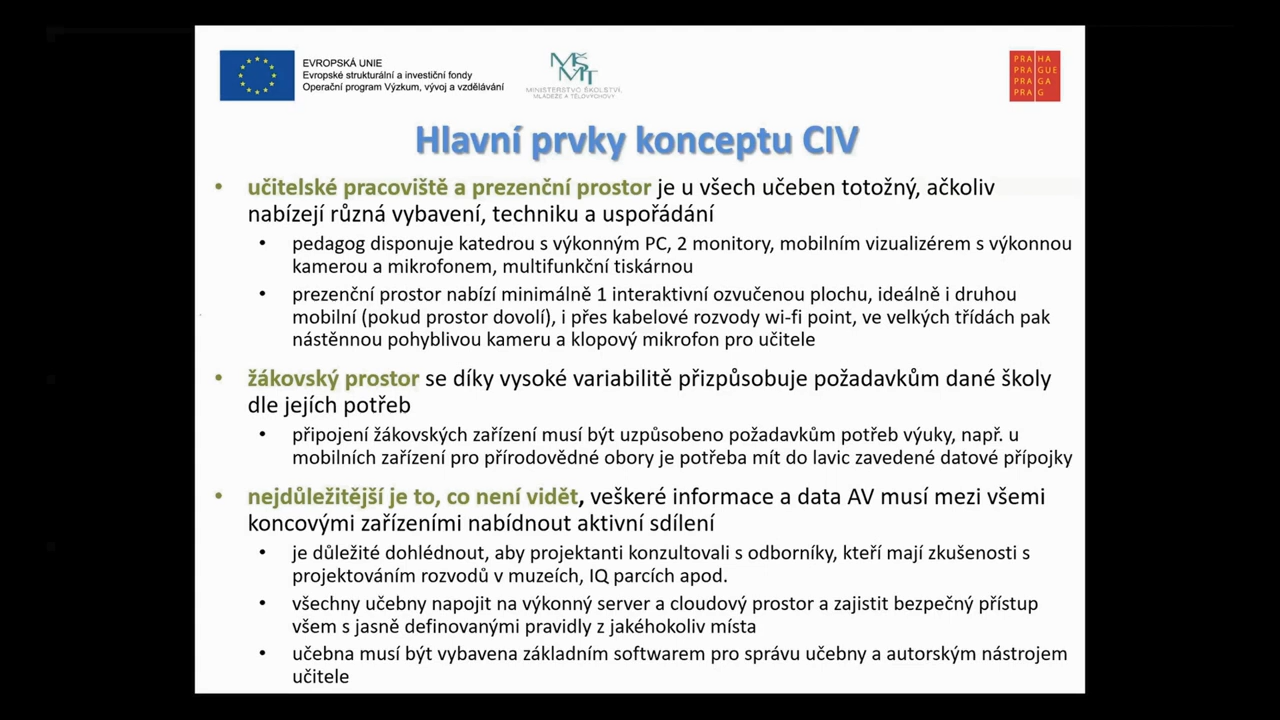 EVROPSKÁ UNIE
Evropské strukturální a investiční fondy
Operační program Výzkum, vývoj a vzdělávání
MŠMT
MINISTERSTVO ŠKOLSTVÍ,
MLÁDEŽE A TĚLOVÝCHOVY
PRA HA
PRA GUE
PRA GA
PRA G
Hlavní prvky konceptu CIV
• učitelské pracoviště a prezenční prostor je u všech učeben totožný, ačkoliv
nabízejí různá vybavení, techniku a uspořádání
• pedagog disponuje katedrou s výkonným PC, 2 monitory, mobilním vizualizérem s výkonnou
kamerou a mikrofonem, multifunkční tiskárnou
• prezenční prostor nabízí minimálně 1 interaktivní ozvučenou plochu, ideálně i druhou
mobilní (pokud prostor dovolí), i přes kabelové rozvody wi-fi point, ve velkých třídách pak
nástěnnou pohyblivou kameru a klopový mikrofon pro učitele
• žákovský prostor se díky vysoké variabilitě přizpůsobuje požadavkům dané školy
dle jejích potřeb
• připojení žákovských zařízení musí být uzpůsobeno požadavkům potřeb výuky, např. u
mobilních zařízení pro přírodovědné obory je potřeba mít do lavic zavedené datové přípojky
• nejdůležitější je to, co není vidět, veškeré informace a data AV musí mezi všemi
koncovými zařízeními nabídnout aktivní sdílení
• je důležité dohlédnout, aby projektanti konzultovali s odborníky, kteří mají zkušenosti s
projektováním rozvodů v muzeích, IQ parcích apod.
• všechny učebny napojit na výkonný server a cloudový prostor a zajistit bezpečný přístup
všem s jasně definovanými pravidly z jakéhokoliv místa
• učebna musí být vybavena základním softwarem pro správu učebny a autorským nástrojem
učitele